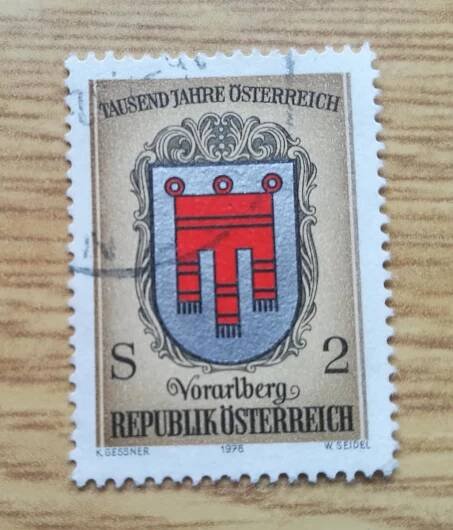 TAUSEND JAHRE ÖSTERREICH
S 2
Vorarlberg
REPUBLIK ÖSTERREICH
K. GESSNER 1976 W. SEIDEL